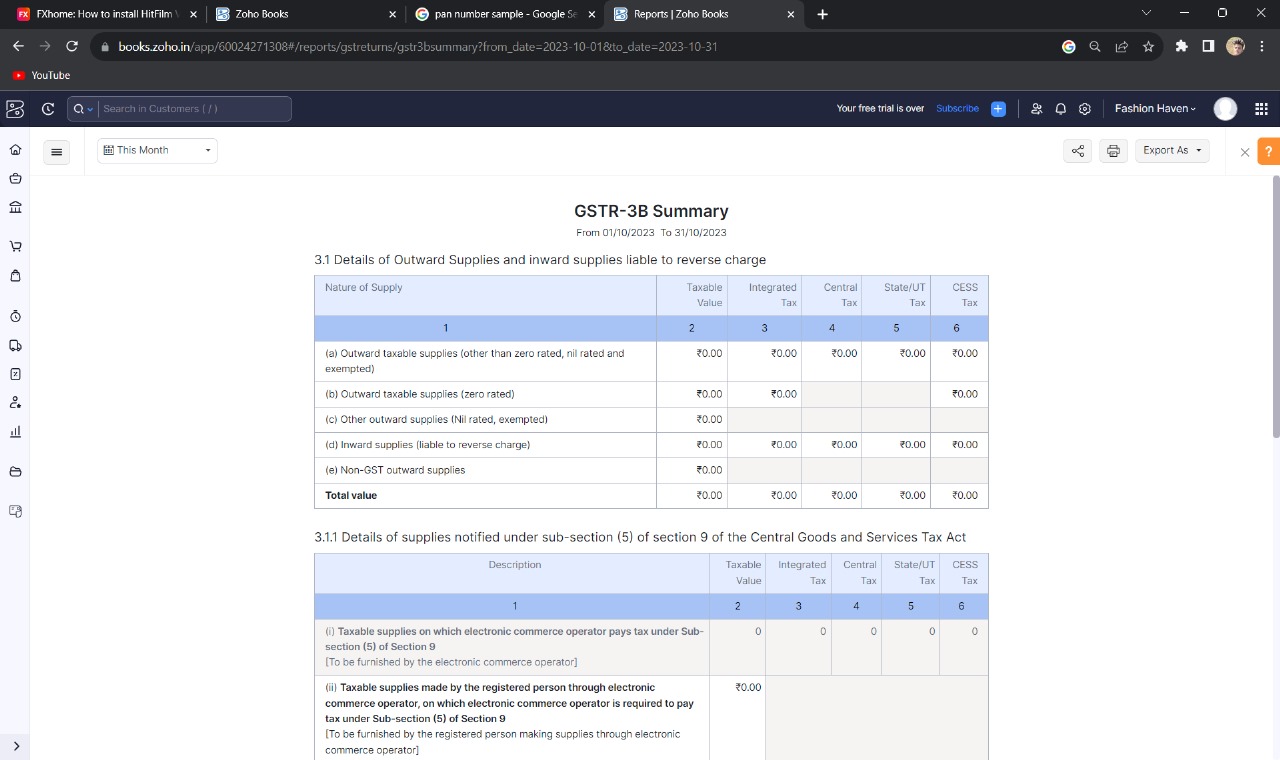 FXhome: How to install HitFilm
Zoho Books
pan number sample - Google Se
Reports | Zoho Books
books.zoho.in/app/60024271308#/reports/gstreturns/gstr3bsummary?from_date=2023-10-01&to_date=2023-10-31
YouTube
Search in Customers ( / )
Your free trial is over Subscribe
Fashion Haven
This Month
Export As
?
GSTR-3B Summary
From 01/10/2023 To 31/10/2023
3.1 Details of Outward Supplies and inward supplies liable to reverse charge
Nature of Supply Taxable Integrated Central State/UT CESS
Value Tax Tax Tax Tax
1 2 3 4 5 6
(a) Outward taxable supplies (other than zero rated, nil rated and ₹0.00 ₹0.00 ₹0.00 ₹0.00 ₹0.00
exempted)
(b) Outward taxable supplies (zero rated) ₹0.00 ₹0.00 ₹0.00
(c) Other outward supplies (Nil rated, exempted) ₹0.00
(d) Inward supplies (liable to reverse charge) ₹0.00 ₹0.00 ₹0.00 ₹0.00 ₹0.00
(e) Non-GST outward supplies ₹0.00
Total value ₹0.00 ₹0.00 ₹0.00 ₹0.00 ₹0.00
3.1.1 Details of supplies notified under sub-section (5) of section 9 of the Central Goods and Services Tax Act
Description Taxable Integrated Central State/UT CESS
Value Tax Tax Tax Tax
1 2 3 4 5 6
(i) Taxable supplies on which electronic commerce operator pays tax under Sub- 0 0 0 0 0
section (5) of Section 9
[To be furnished by the electronic commerce operator]
(ii) Taxable supplies made by the registered person through electronic ₹0.00
commerce operator, on which electronic commerce operator is required to pay
tax under Sub-section (5) of Section 9
[To be furnished by the registered person making supplies through electronic
commerce operator]